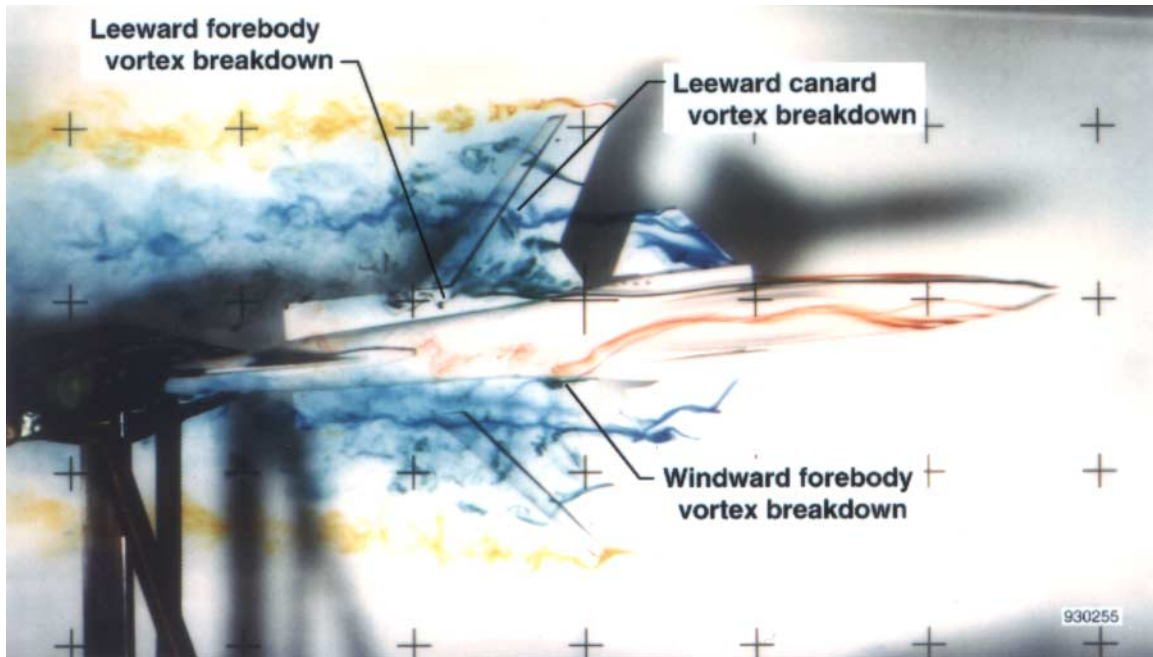 Leeward forebody
vortex breakdown
Leeward canard
vortex breakdown
Windward forebody
vortex breakdown
930255